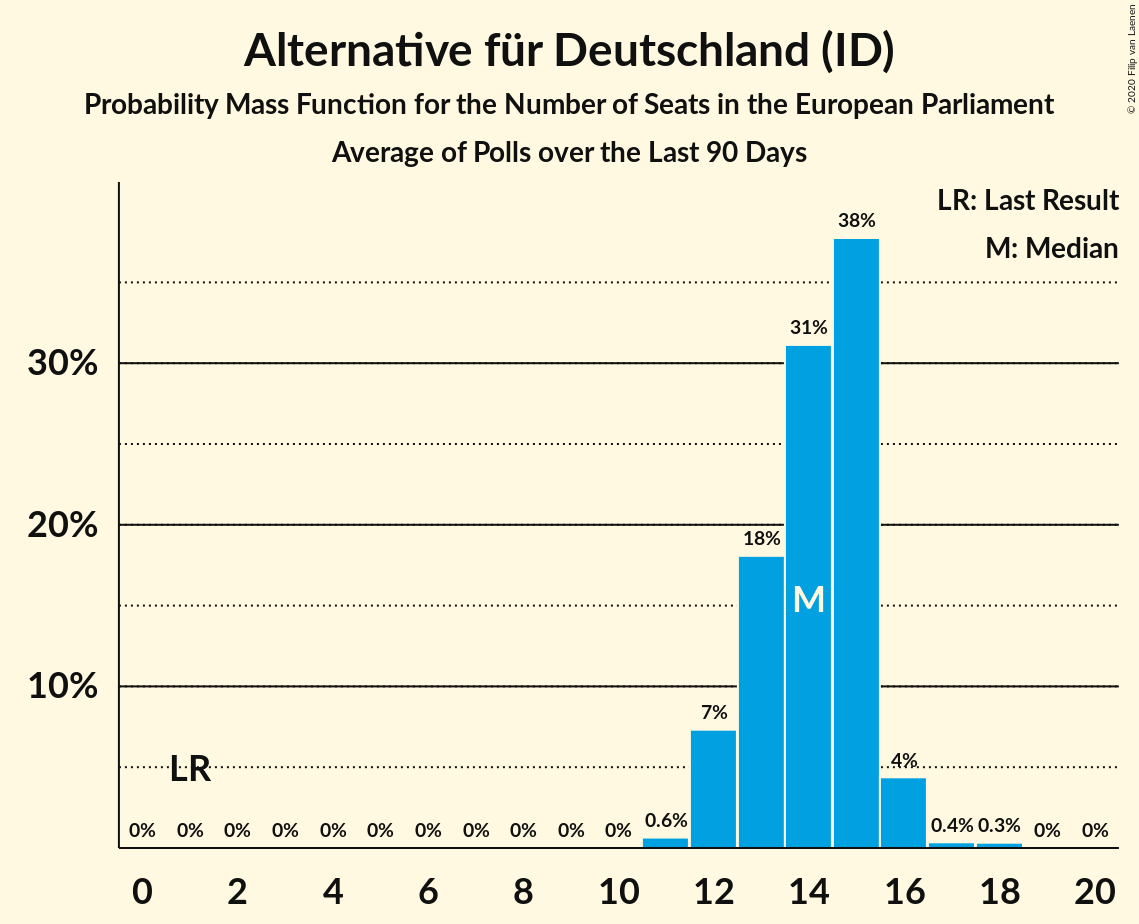 Alternative für Deutschland (ID)
Probability Mass Function for the Number of Seats in the European Parliament
Average of Polls over the Last 90 Days
© 2020 Filip van Laenen
LR: Last Result
M: Median
38%
31%
30%
20%
18%
M
10%
7%
LR
4%
0% 0% 0% 0% 0% 0% 0% 0% 0% 0% 0% 0.6% 0.4% 0.3% 0% 0%
0 2 4 6 8 10 12 14 16 18 20